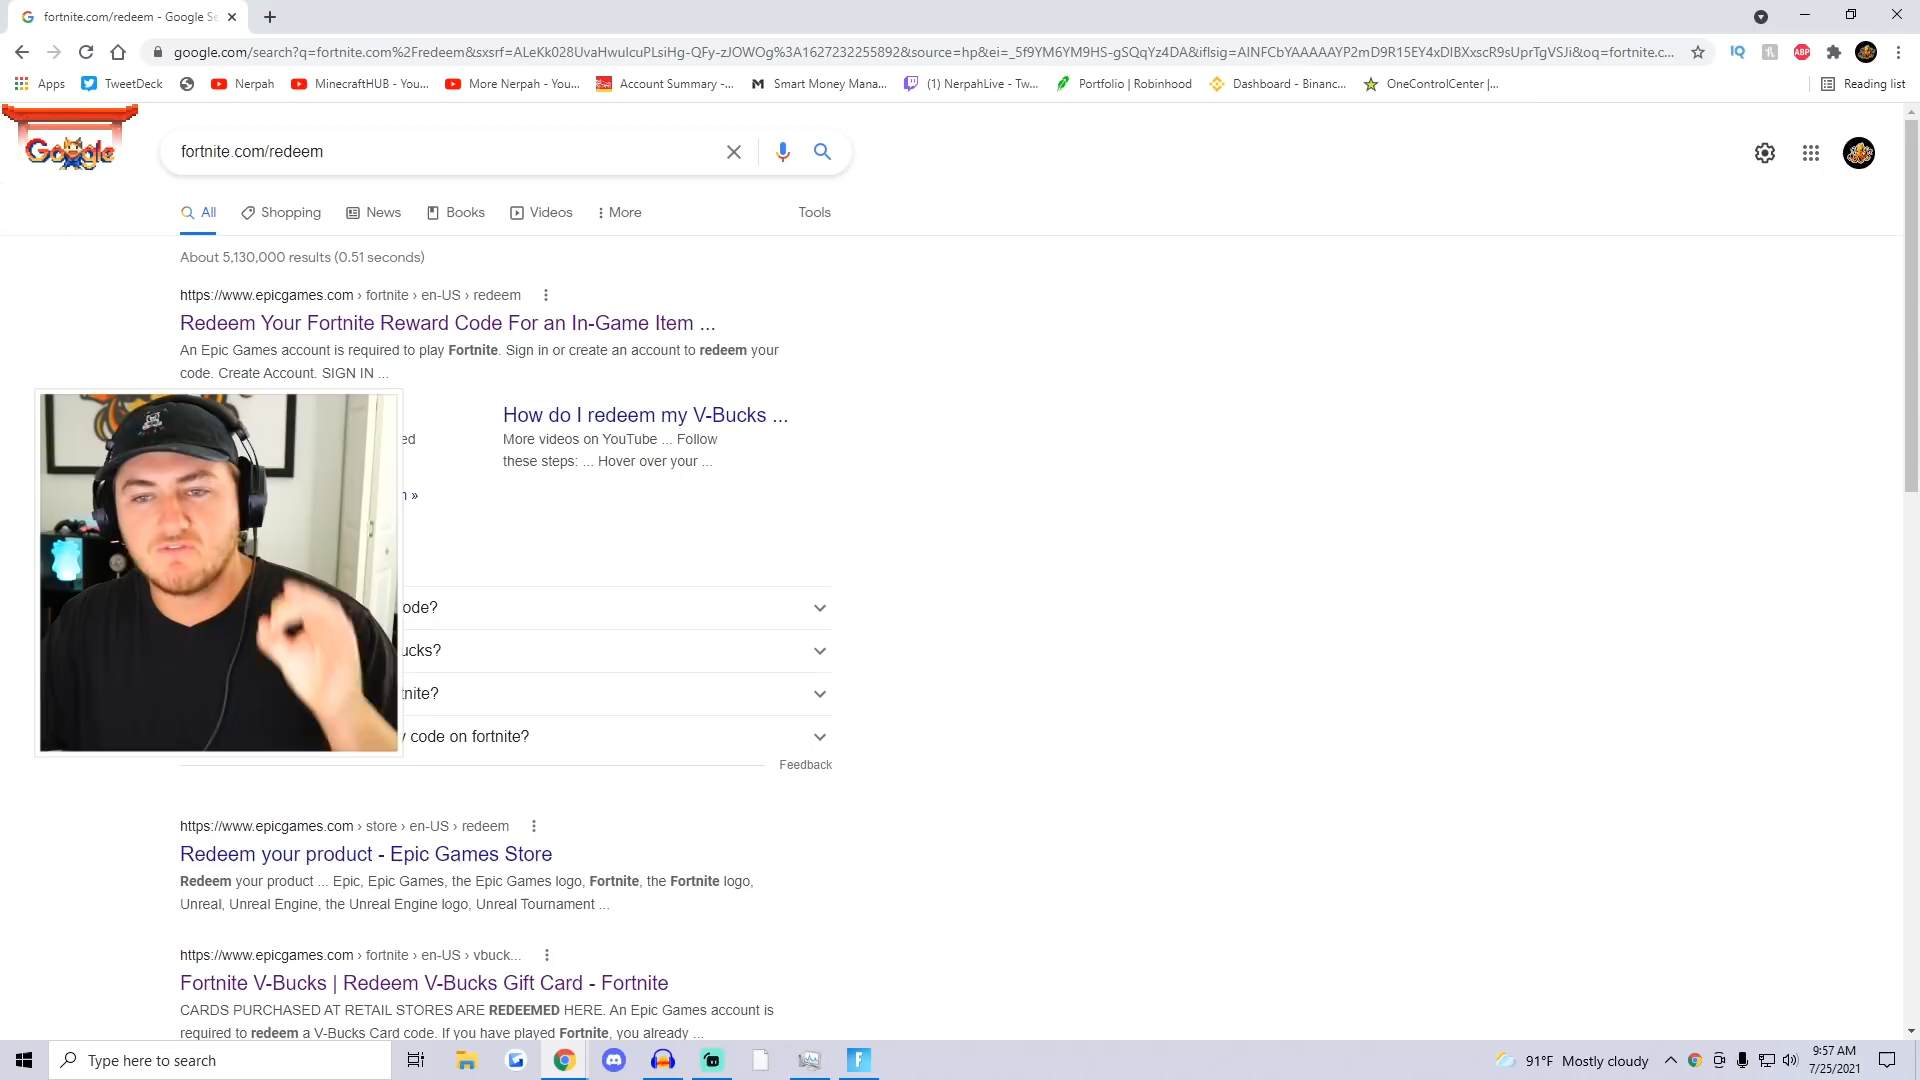 fortnite.com/redeem - Google Se
google.com/search?q=fortnite.com%2Fredeem&sxsrf=ALeKk028UvaHwulcuPLsiHg-QFy-zJOWOg%3A1627232255892&source=hp&ei=_5f9YM6YM9HS-gSQqYz4DA&iflsig=AINFCbYAAAAAYP2mD9R15EY4xDlBXxscR9sUprTgVSJi&oq=fortnite.c...
IQ
ABP
Apps TweetDeck Nerpah MinecraftHUB - You... More Nerpah - You... Account Summary -... Smart Money Mana... (1) NerpahLive - Tw... Portfolio | Robinhood Dashboard - Binanc... OneControlCenter |... Reading list
Google
fortnite.com/redeem
All Shopping News Books Videos More Tools
About 5,130,000 results (0.51 seconds)
https://www.epicgames.com › fortnite › en-US › redeem
Redeem Your Fortnite Reward Code For an In-Game Item ...
An Epic Games account is required to play Fortnite. Sign in or create an account to redeem your
code. Create Account. SIGN IN ...
How do I redeem my V-Bucks ...
ed More videos on YouTube ... Follow
these steps: ... Hover over your ...
»
ode?
ucks?
tnite?
code on fortnite?
Feedback
https://www.epicgames.com › store › en-US › redeem
Redeem your product - Epic Games Store
Redeem your product ... Epic, Epic Games, the Epic Games logo, Fortnite, the Fortnite logo,
Unreal, Unreal Engine, the Unreal Engine logo, Unreal Tournament ...
https://www.epicgames.com › fortnite › en-US › vbuck...
Fortnite V-Bucks | Redeem V-Bucks Gift Card - Fortnite
CARDS PURCHASED AT RETAIL STORES ARE REDEEMED HERE. An Epic Games account is
required to redeem a V-Bucks Card code. If you have played Fortnite, you already ...
Type here to search
91°F Mostly cloudy
9:57 AM
7/25/2021